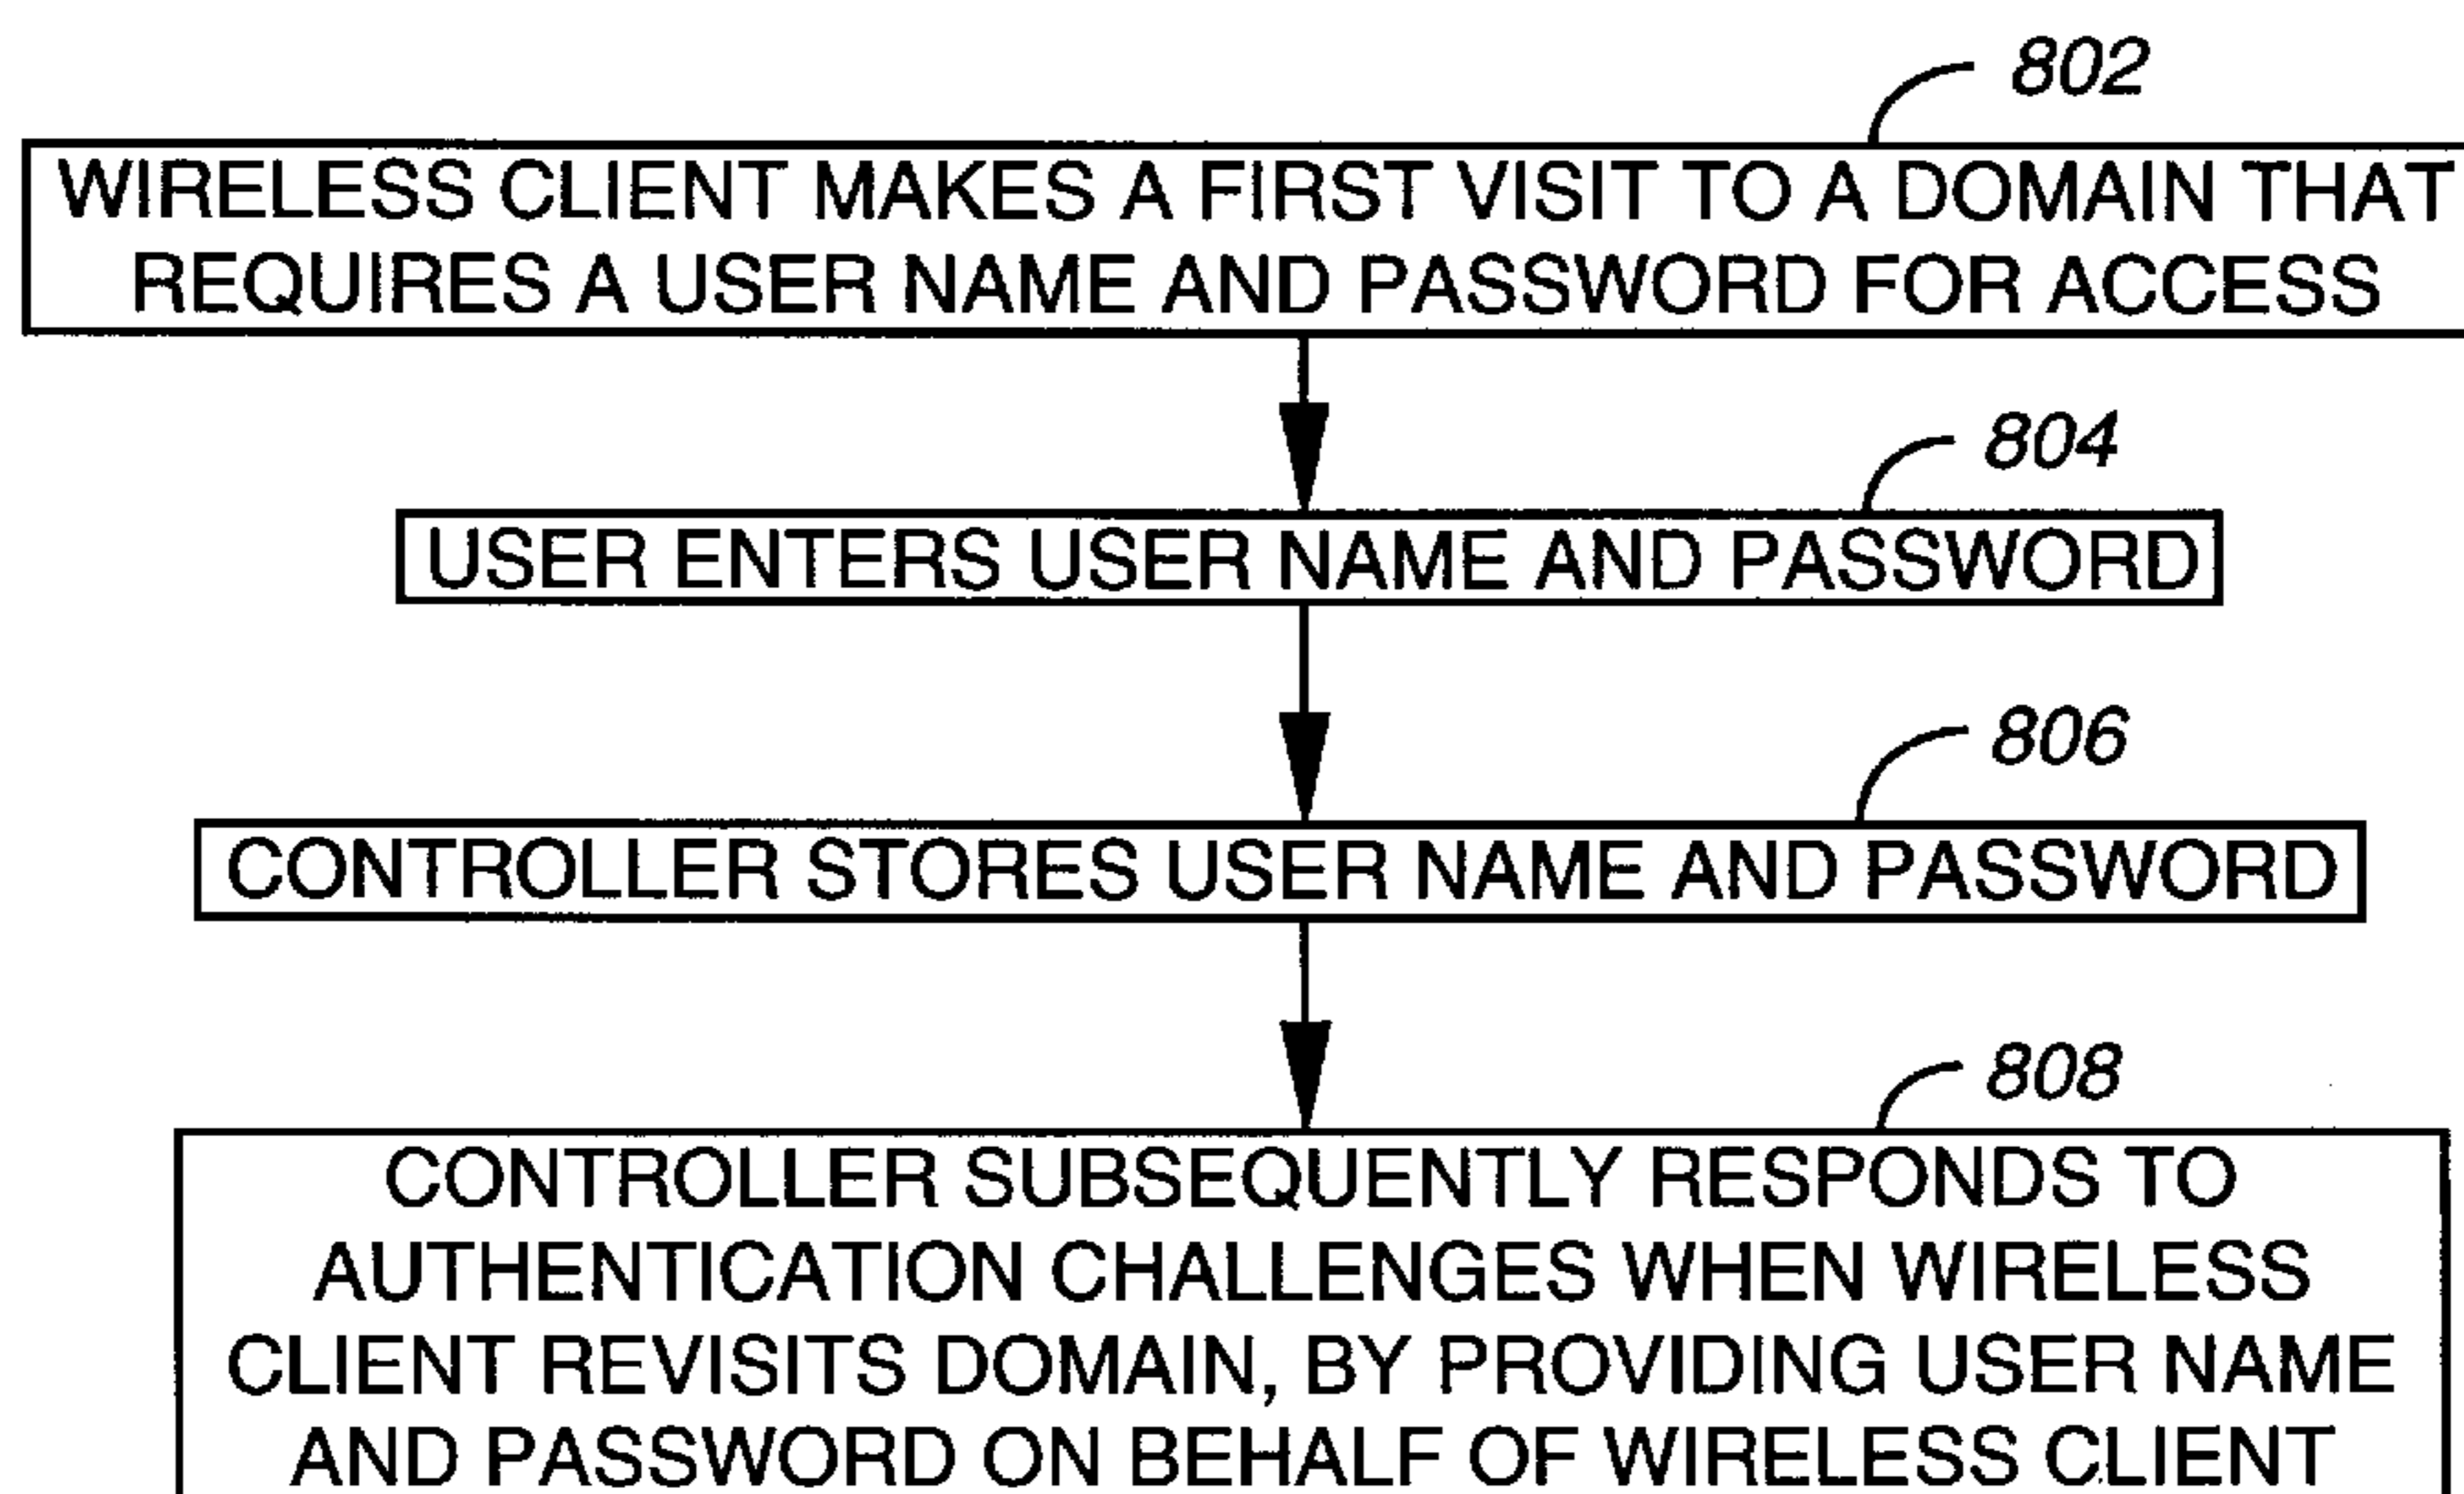 802
WIRELESS CLIENT MAKES A FIRST VISIT TO A DOMAIN THAT
REQUIRES A USER NAME AND PASSWORD FOR ACCESS
804
USER ENTERS USER NAME AND PASSWORD
806
CONTROLLER STORES USER NAME AND PASSWORD
808
CONTROLLER SUBSEQUENTLY RESPONDS TO
AUTHENTICATION CHALLENGES WHEN WIRELESS
CLIENT REVISITS DOMAIN, BY PROVIDING USER NAME
AND PASSWORD ON BEHALF OF WIRELESS CLIENT